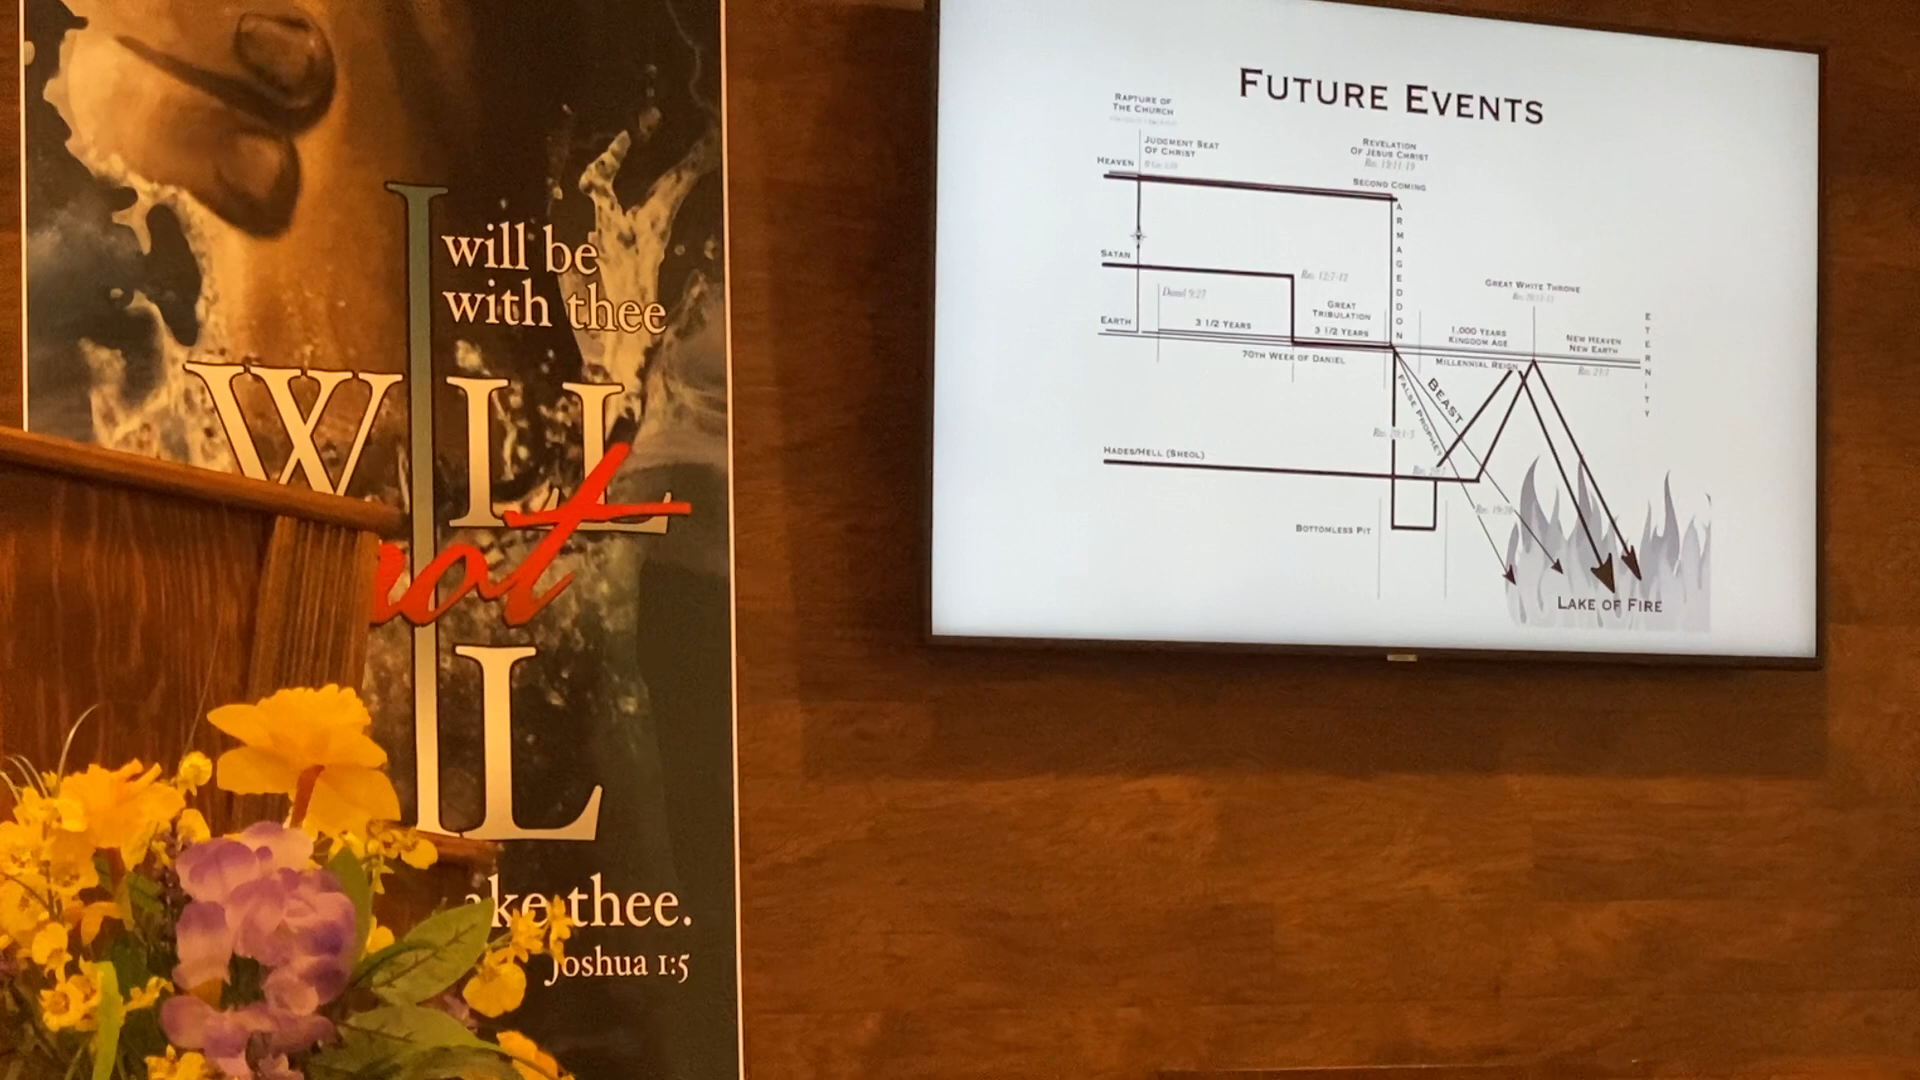 I will be
with thee
WILL
not
L
thee.
Joshua 1:5
FUTURE EVENTS
RAPTURE OF
THE CHURCH
JUDGMENT SEAT
OF CHRIST
HEAVEN
REVELATION
OF JESUS CHRIST
Rev. 19:11-19
SECOND COMING
ARMAGEDDON
SATAN
Rev. 12:7-12
Daniel 9:27
GREAT
TRIBULATION
EARTH
3 1/2 YEARS
3 1/2 YEARS
70TH WEEK OF DANIEL
GREAT WHITE THRONE
1,000 YEARS
KINGDOM AGE
MILLENNIAL REIGN
NEW HEAVEN
NEW EARTH
ETERNITY
BEAST
FALSE PROPHET
HADES/HELL (SHEOL)
BOTTOMLESS PIT
LAKE OF FIRE